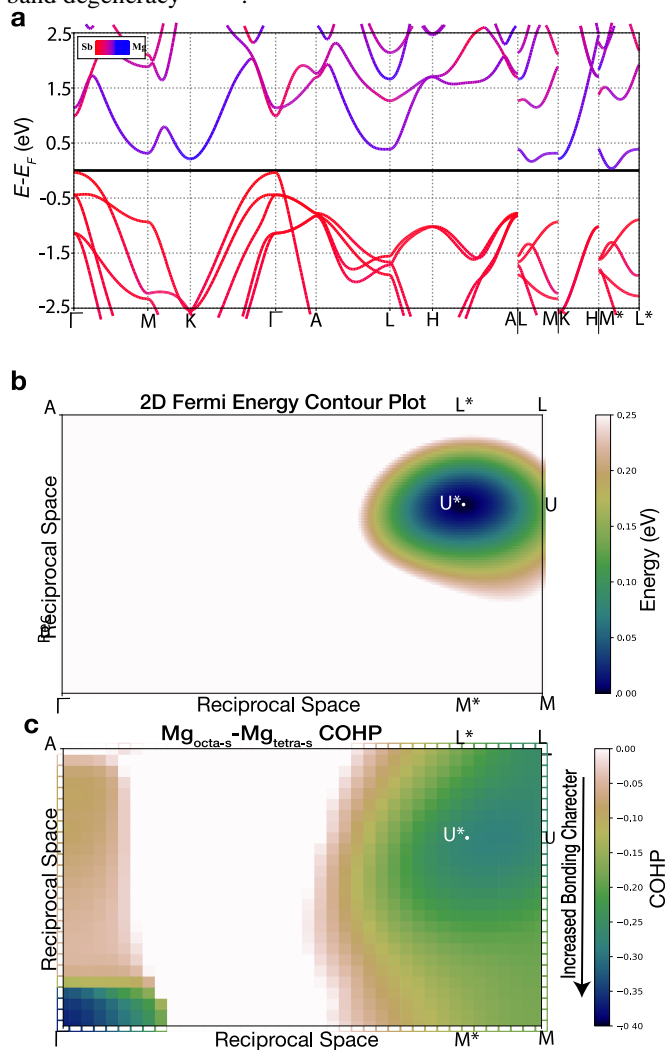 band degeneracy
a
2.5
Sb Mg
1.5
0.5
-0.5
-1.5
-2.5
E-E_F (eV)
Γ M K Γ A L H A L M K H M* L*
b
2D Fermi Energy Contour Plot
A L* L
U* U
Reciprocal Space
Γ Reciprocal Space M* M
0.25
0.20
0.15
0.10
0.05
0.00
Energy (eV)
c
Mg_octa-s-Mg_tetra-s COHP
A L* L
U* U
Reciprocal Space
Γ Reciprocal Space M* M
Increased Bonding Charecter
0.00
−0.05
−0.10
−0.15
−0.20
−0.25
−0.30
−0.35
−0.40
COHP